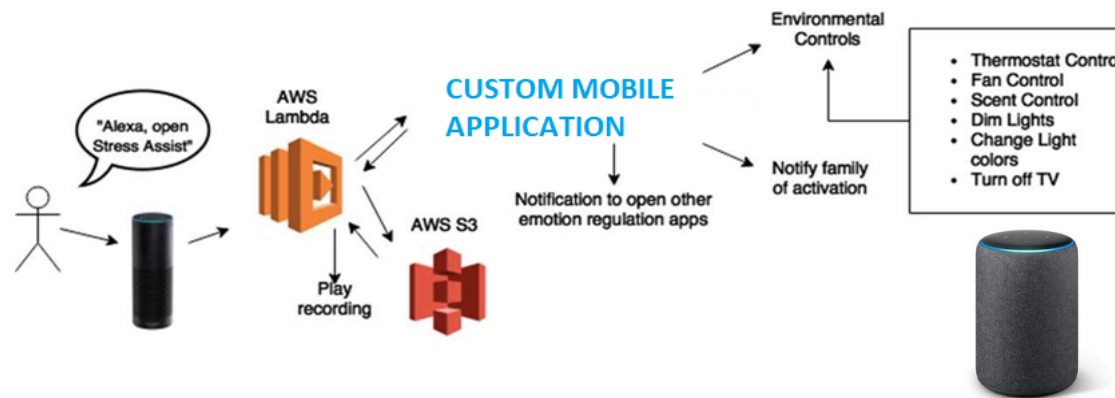 "Alexa, open
Stress Assist"
AWS
Lambda
Play
recording
AWS S3
CUSTOM MOBILE
APPLICATION
Notification to open other
emotion regulation apps
Environmental
Controls
Notify family
of activation
• Thermostat Contro
• Fan Control
• Scent Control
• Dim Lights
• Change Light
colors
• Turn off TV